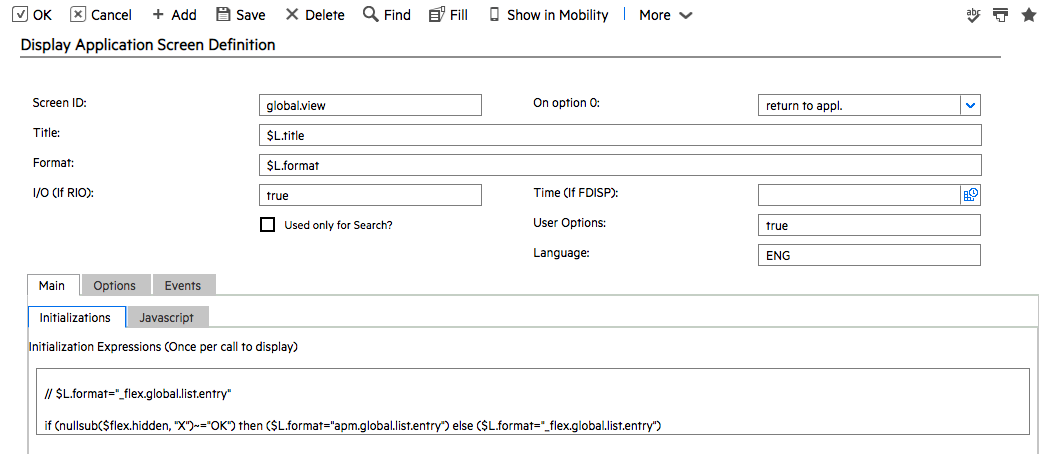 OK Cancel Add Save Delete Find Fill Show in Mobility More abc
Display Application Screen Definition
Screen ID: global.view On option 0: return to appl.
Title: $L.title
Format: $L.format
I/O (If RIO): true Time (If FDISP):
Used only for Search? User Options: true
Language: ENG
Main Options Events
Initializations Javascript
Initialization Expressions (Once per call to display)
// $L.format="_flex.global.list.entry"
if (nullsub($flex.hidden, "X")~="OK") then ($L.format="apm.global.list.entry") else ($L.format="_flex.global.list.entry")